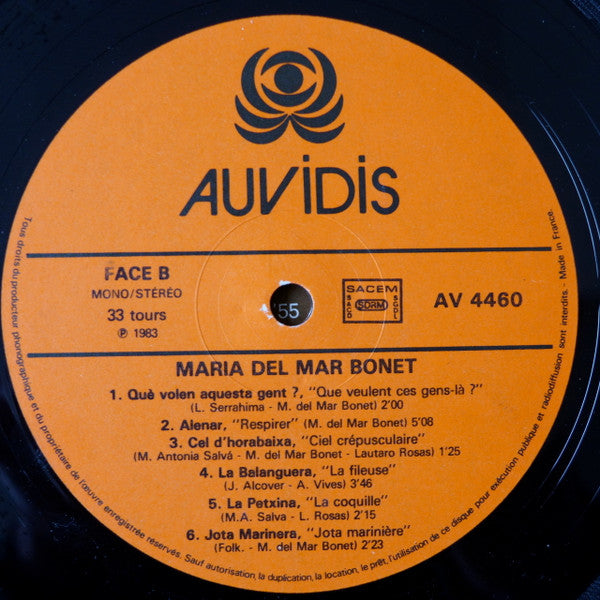 AUVIDIS
FACE B
MONO/STÉRÉO
33 tours
℗ 1983
'55
SACEM
SACD
SDRM
SGDL
AV 4460
MARIA DEL MAR BONET
1. Què volen aquesta gent ?, "Que veulent ces gens-là ?"
(L. Serrahima - M. del Mar Bonet) 2'00
2. Alenar, "Respirer" (M. del Mar Bonet) 5'08
3. Cel d'horabaixa, "Ciel crépusculaire"
(M. Antonia Salvá - M. del Mar Bonet - Lautaro Rosas) 1'25
4. La Balanguera, "La fileuse"
(J. Alcover - A. Vives) 3'46
5. La Petxina, "La coquille"
(M.A. Salva - L. Rosas) 2'15
6. Jota Marinera, "Jota marinière"
(Folk. - M. del Mar Bonet) 2'23
Tous droits du producteur phonographique et du propriétaire de l'œuvre enregistrée réservés. Sauf autorisation, la duplication, la location, le prêt, l'utilisation de ce disque pour exécution publique et radiodiffusion sont interdits. - Made in France.